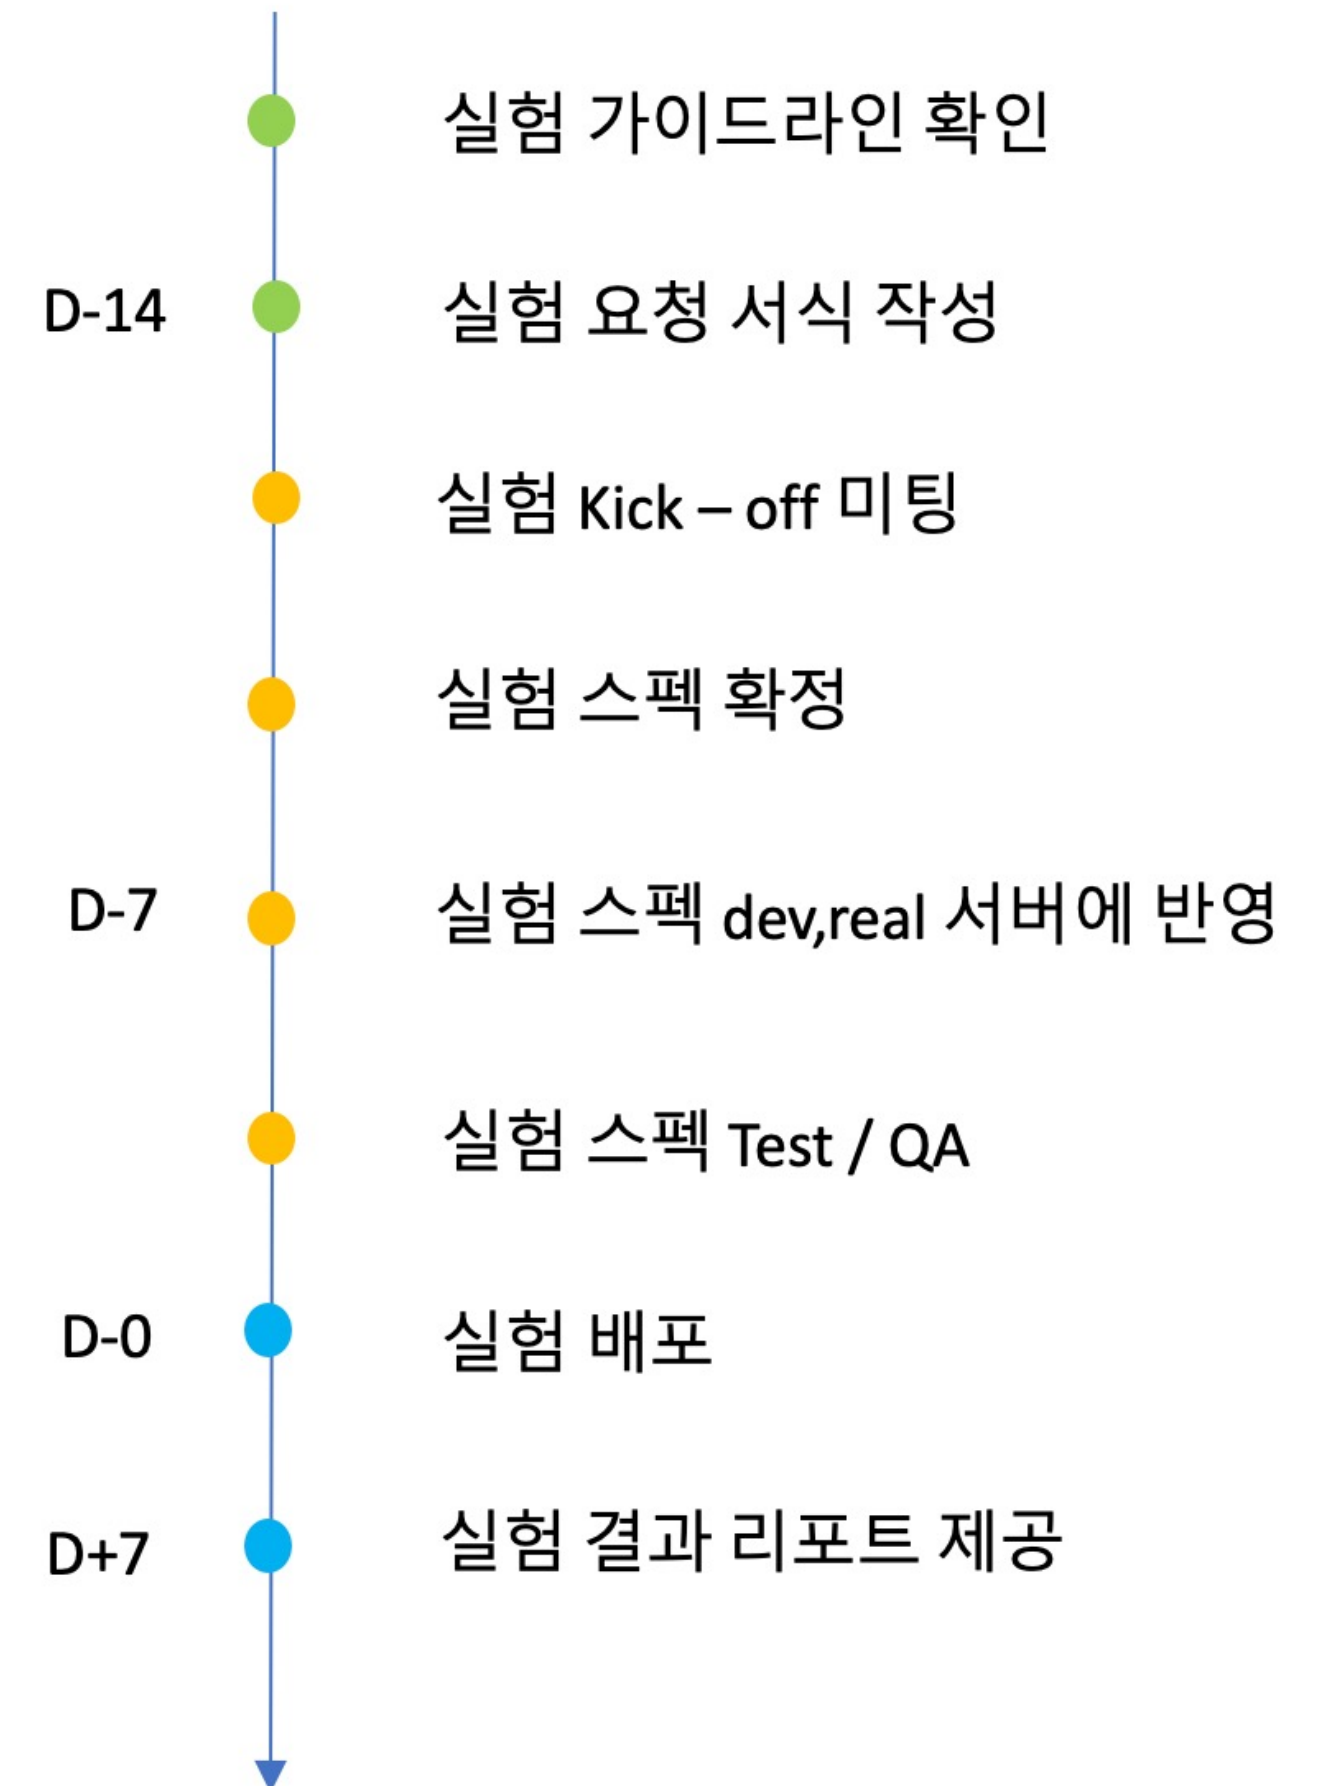 실험 가이드라인 확인
D-14 실험 요청 서식 작성
실험 Kick – off 미팅
실험 스펙 확정
D-7 실험 스펙 dev,real 서버에 반영
실험 스펙 Test / QA
D-0 실험 배포
D+7 실험 결과 리포트 제공